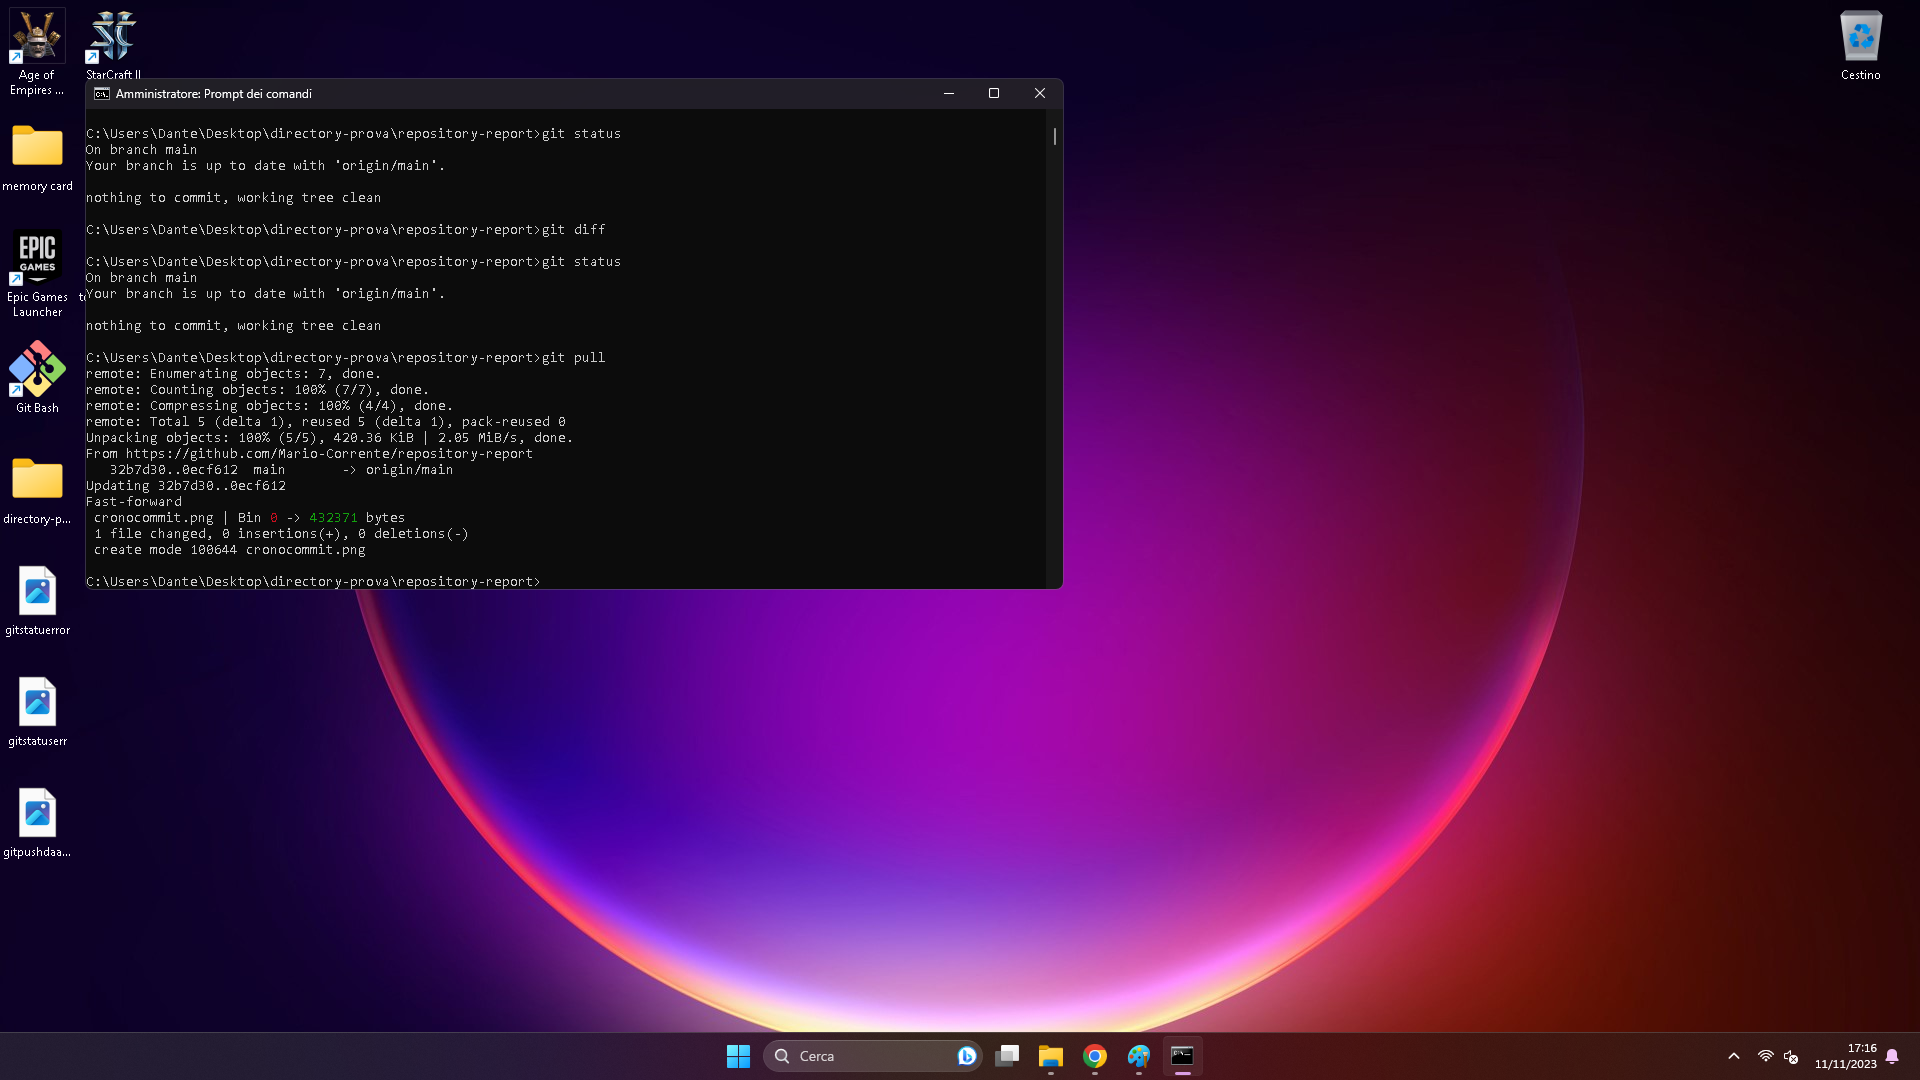 Age of
Empires ...
StarCraft II
Cestino
Amministratore: Prompt dei comandi
C:\Users\Dante\Desktop\directory-prova\repository-report>git status
On branch main
Your branch is up to date with 'origin/main'.
nothing to commit, working tree clean
C:\Users\Dante\Desktop\directory-prova\repository-report>git diff
C:\Users\Dante\Desktop\directory-prova\repository-report>git status
On branch main
Your branch is up to date with 'origin/main'.
nothing to commit, working tree clean
C:\Users\Dante\Desktop\directory-prova\repository-report>git pull
remote: Enumerating objects: 7, done.
remote: Counting objects: 100% (7/7), done.
remote: Compressing objects: 100% (4/4), done.
remote: Total 5 (delta 1), reused 5 (delta 1), pack-reused 0
Unpacking objects: 100% (5/5), 420.36 KiB | 2.05 MiB/s, done.
From https://github.com/Mario-Corrente/repository-report
32b7d30..0ecf612  main       -> origin/main
Updating 32b7d30..0ecf612
Fast-forward
cronocommit.png | Bin 0 -> 432371 bytes
1 file changed, 0 insertions(+), 0 deletions(-)
create mode 100644 cronocommit.png
C:\Users\Dante\Desktop\directory-prova\repository-report>
memory card
EPIC
GAMES
Epic Games
Launcher
Git Bash
directory-p...
gitstatuerror
gitstatuserr
gitpushdaa...
Cerca
17:16
11/11/2023